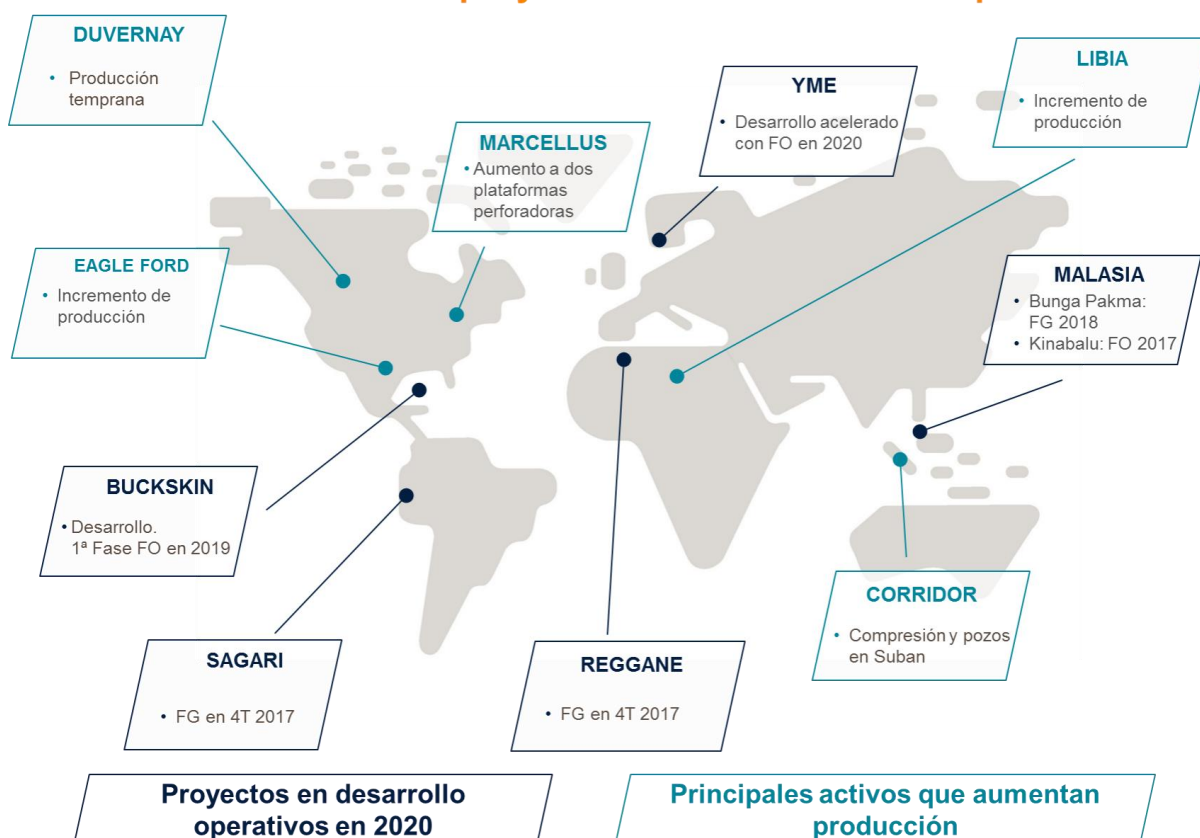 DUVERNAY
• Producción
temprana
MARCELLUS
• Aumento a dos
plataformas
perforadoras
YME
• Desarrollo acelerado
con FO en 2020
LIBIA
• Incremento de
producción
EAGLE FORD
• Incremento de
producción
MALASIA
• Bunga Pakma:
FG 2018
• Kinabalu: FO 2017
BUCKSKIN
• Desarrollo.
1ª Fase FO en 2019
SAGARI
• FG en 4T 2017
REGGANE
• FG en 4T 2017
CORRIDOR
• Compresión y pozos
en Suban
Proyectos en desarrollo
operativos en 2020
Principales activos que aumentan
producción